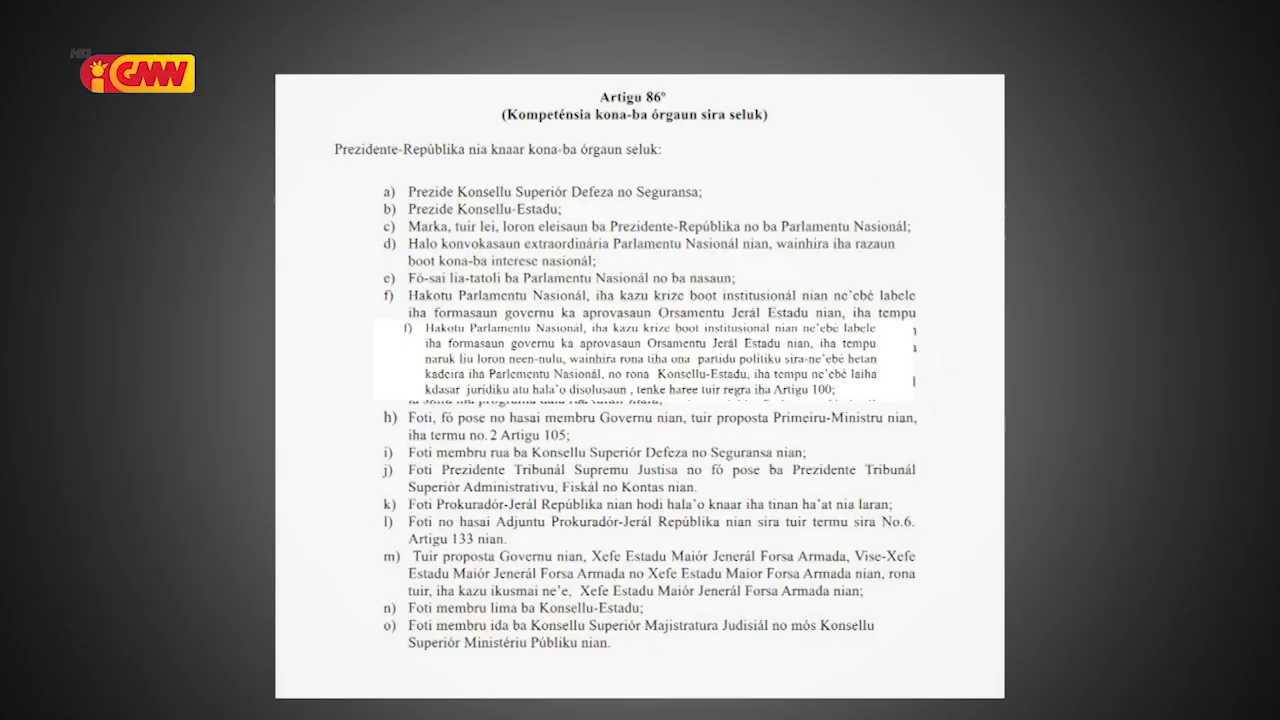 HD
GMN
Artigu 86º
(Kompeténsia kona-ba órgaun sira seluk)
Prezidente-Repúblika nia knaar kona-ba órgaun seluk:
a) Prezide Konsellu Superiór Defeza no Seguransa;
b) Prezide Konsellu-Estadu;
c) Marka, tuir lei, loron eleisaun ba Prezidente-Repúblika no ba Parlamentu Nasionál;
d) Halo konvokasaun extraordinária Parlamentu Nasionál nian, wainhira iha razaun
boot kona-ba interese nasionál;
e) Fó-sai lia-tatoli ba Parlamentu Nasionál no ba nasaun;
f) Hakotu Parlamentu Nasionál, iha kazu krize boot institusionál nian ne'ebé labele
iha formasaun governu ka aprovasaun Orsamentu Jerál Estadu nian, iha tempu
f) Hakotu Parlamentu Nasionál, iha kazu krize boot institusionál nian ne'ebé labele
iha formasaun governu ka aprovasaun Orsamentu Jerál Estadu nian, iha tempu
naruk liu loron neen-nulu, wainhira rona tiha ona partidu polítiku sira-ne'ebé hetan
kadeira iha Parlementu Nasionál, no rona Konsellu-Estadu, iha tempu ne'ebé laiha
kdasar jurídiku atu hala'o disolusaun , tenke haree tuir regra iha Artigu 100;
h) Foti, fó pose no hasai membru Governu nian, tuir proposta Primeiru-Ministru nian,
iha termu no. 2 Artigu 105;
i) Foti membru rua ba Konsellu Superiór Defeza no Seguransa nian;
j) Foti Prezidente Tribunál Supremu Justisa no fó pose ba Prezidente Tribunál
Superiór Administrativu, Fiskál no Kontas nian.
k) Foti Prokuradór-Jerál Repúblika nian hodi hala'o knaar iha tinan ha'at nia laran;
l) Foti no hasai Adjuntu Prokuradór-Jerál Repúblika nian sira tuir termu sira No.6.
Artigu 133 nian.
m) Tuir proposta Governu nian, Xefe Estadu Maiór Jenerál Forsa Armada, Vise-Xefe
Estadu Maiór Jenerál Forsa Armada no Xefe Estadu Maior Forsa Armada nian, rona
tuir, iha kazu ikusmai ne'e, Xefe Estadu Maiór Jenerál Forsa Armada nian;
n) Foti membru lima ba Konsellu-Estadu;
o) Foti membru ida ba Konsellu Superiór Majistratura Judisiál no mós Konsellu
Superiór Ministériu Públiku nian.